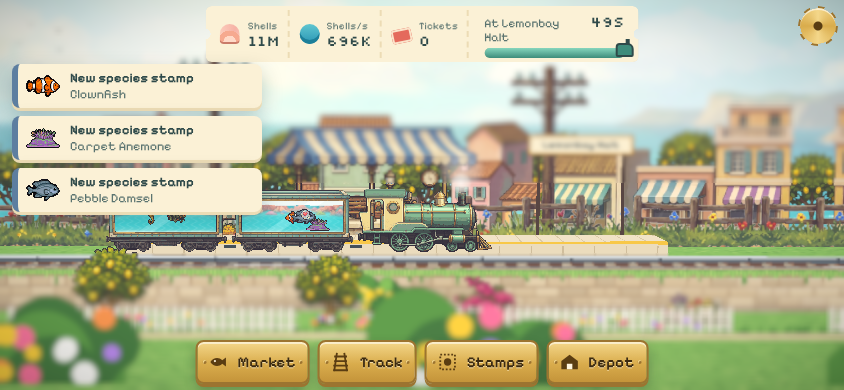 Shells
11M
Shells/s
696K
Tickets
0
At Lemonbay
Halt
49S
New species stamp
Clownfish
New species stamp
Carpet Anemone
New species stamp
Pebble Damsel
Lemonbay Halt
Market
Track
Stamps
Depot